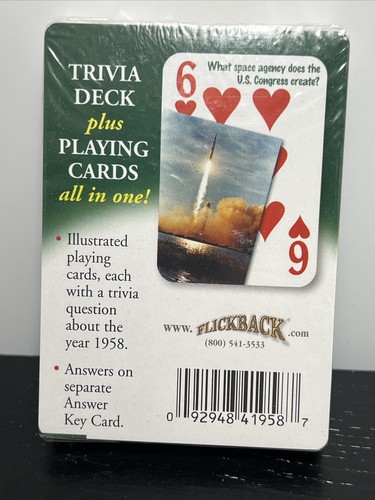 TRIVIA
DECK
plus
PLAYING
CARDS
all in one!
6
What space agency does the
U.S. Congress create?
6
• Illustrated
playing
cards, each
with a trivia
question
about the
year 1958.
• Answers on
separate
Answer
Key Card.
www.FLICKBACK.com
(800) 541-3533
0 92948 41958 7